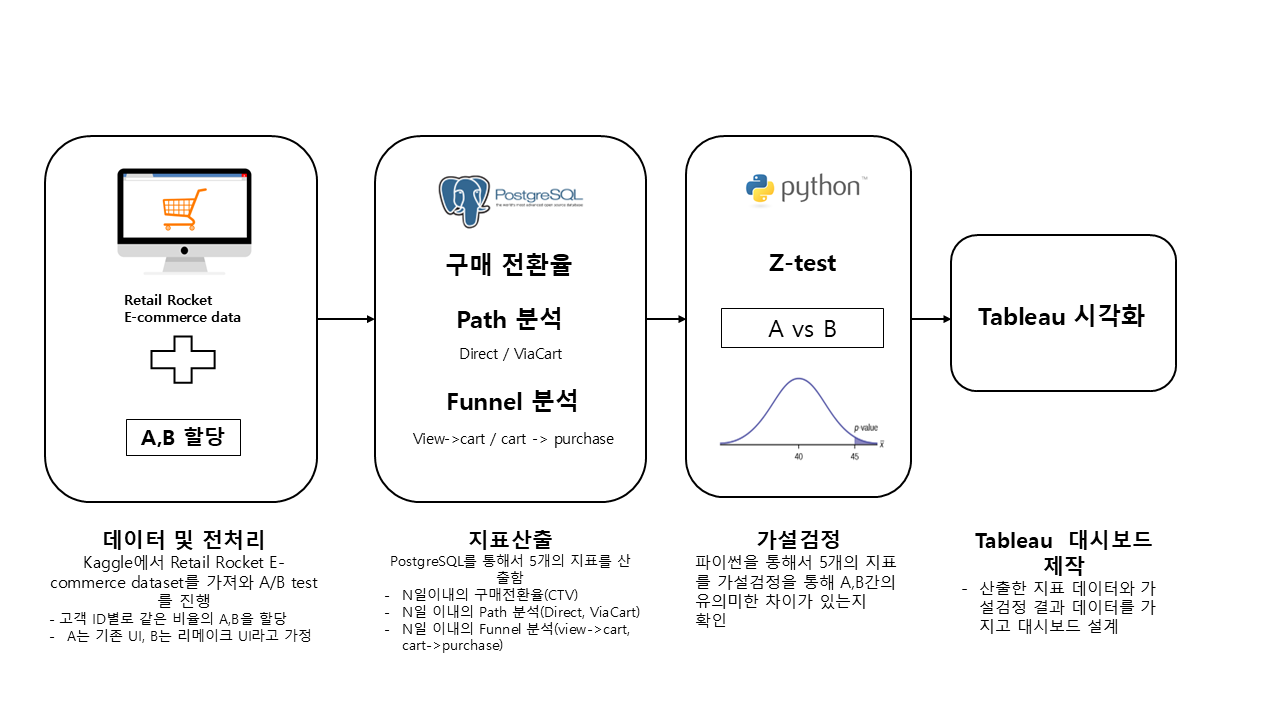 Retail Rocket
E-commerce data
A,B 할당
PostgreSQL
the world's most advanced open source database
구매 전환율
Path 분석
Direct / ViaCart
Funnel 분석
View->cart / cart -> purchase
python™
Z-test
A vs B
p-value
x̄
40 45
Tableau 시각화
데이터 및 전처리
Kaggle에서 Retail Rocket E-
commerce dataset를 가져와 A/B test
를 진행
- 고객 ID별로 같은 비율의 A,B을 할당
- A는 기존 UI, B는 리메이크 UI라고 가정
지표산출
PostgreSQL를 통해서 5개의 지표를 산
출함
- N일이내의 구매전환율(CTV)
- N일 이내의 Path 분석(Direct, ViaCart)
- N일 이내의 Funnel 분석(view->cart,
cart->purchase)
가설검정
파이썬을 통해서 5개의 지표
를 가설검정을 통해 A,B간의
유의미한 차이가 있는지
확인
Tableau 대시보드
제작
- 산출한 지표 데이터와 가
설검정 결과 데이터를 가
지고 대시보드 설계